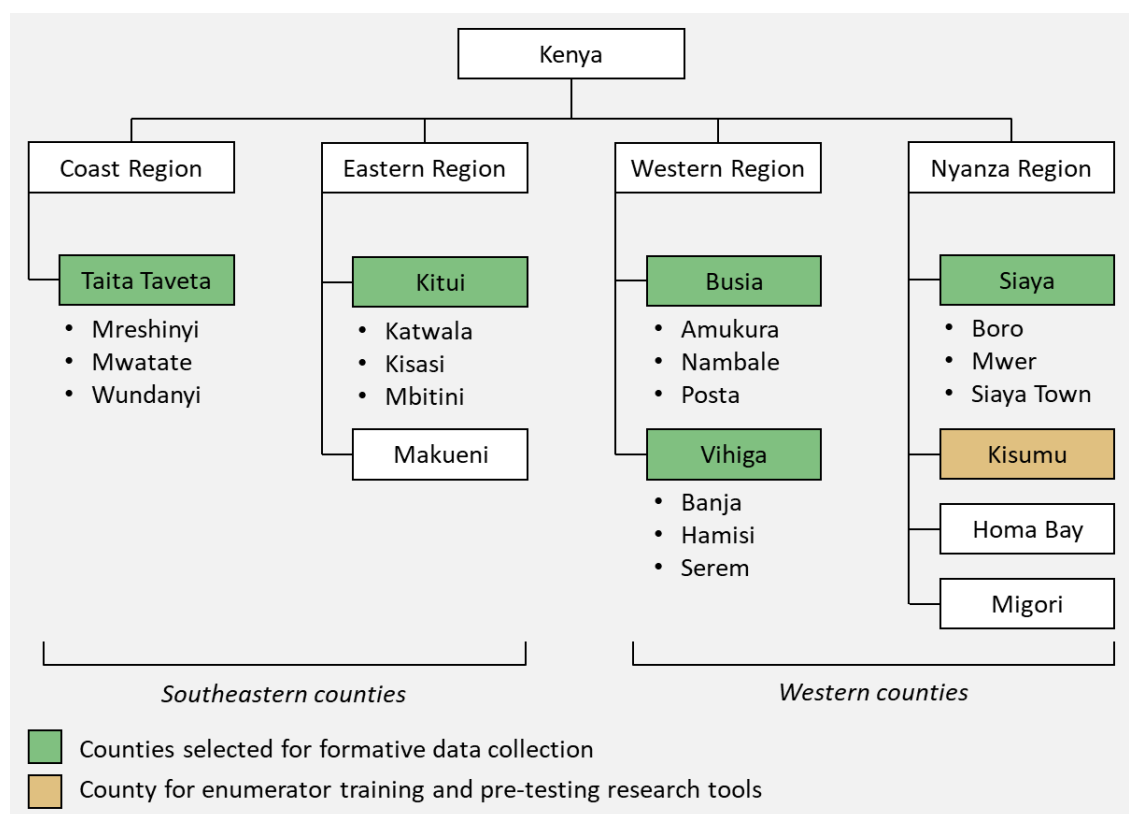 Kenya
Coast Region
Eastern Region
Western Region
Nyanza Region
Taita Taveta
• Mreshinyi
• Mwatate
• Wundanyi
Kitui
• Katwala
• Kisasi
• Mbitini
Makueni
Busia
• Amukura
• Nambale
• Posta
Vihiga
• Banja
• Hamisi
• Serem
Siaya
• Boro
• Mwer
• Siaya Town
Kisumu
Homa Bay
Migori
Southeastern counties
Western counties
Counties selected for formative data collection
County for enumerator training and pre-testing research tools